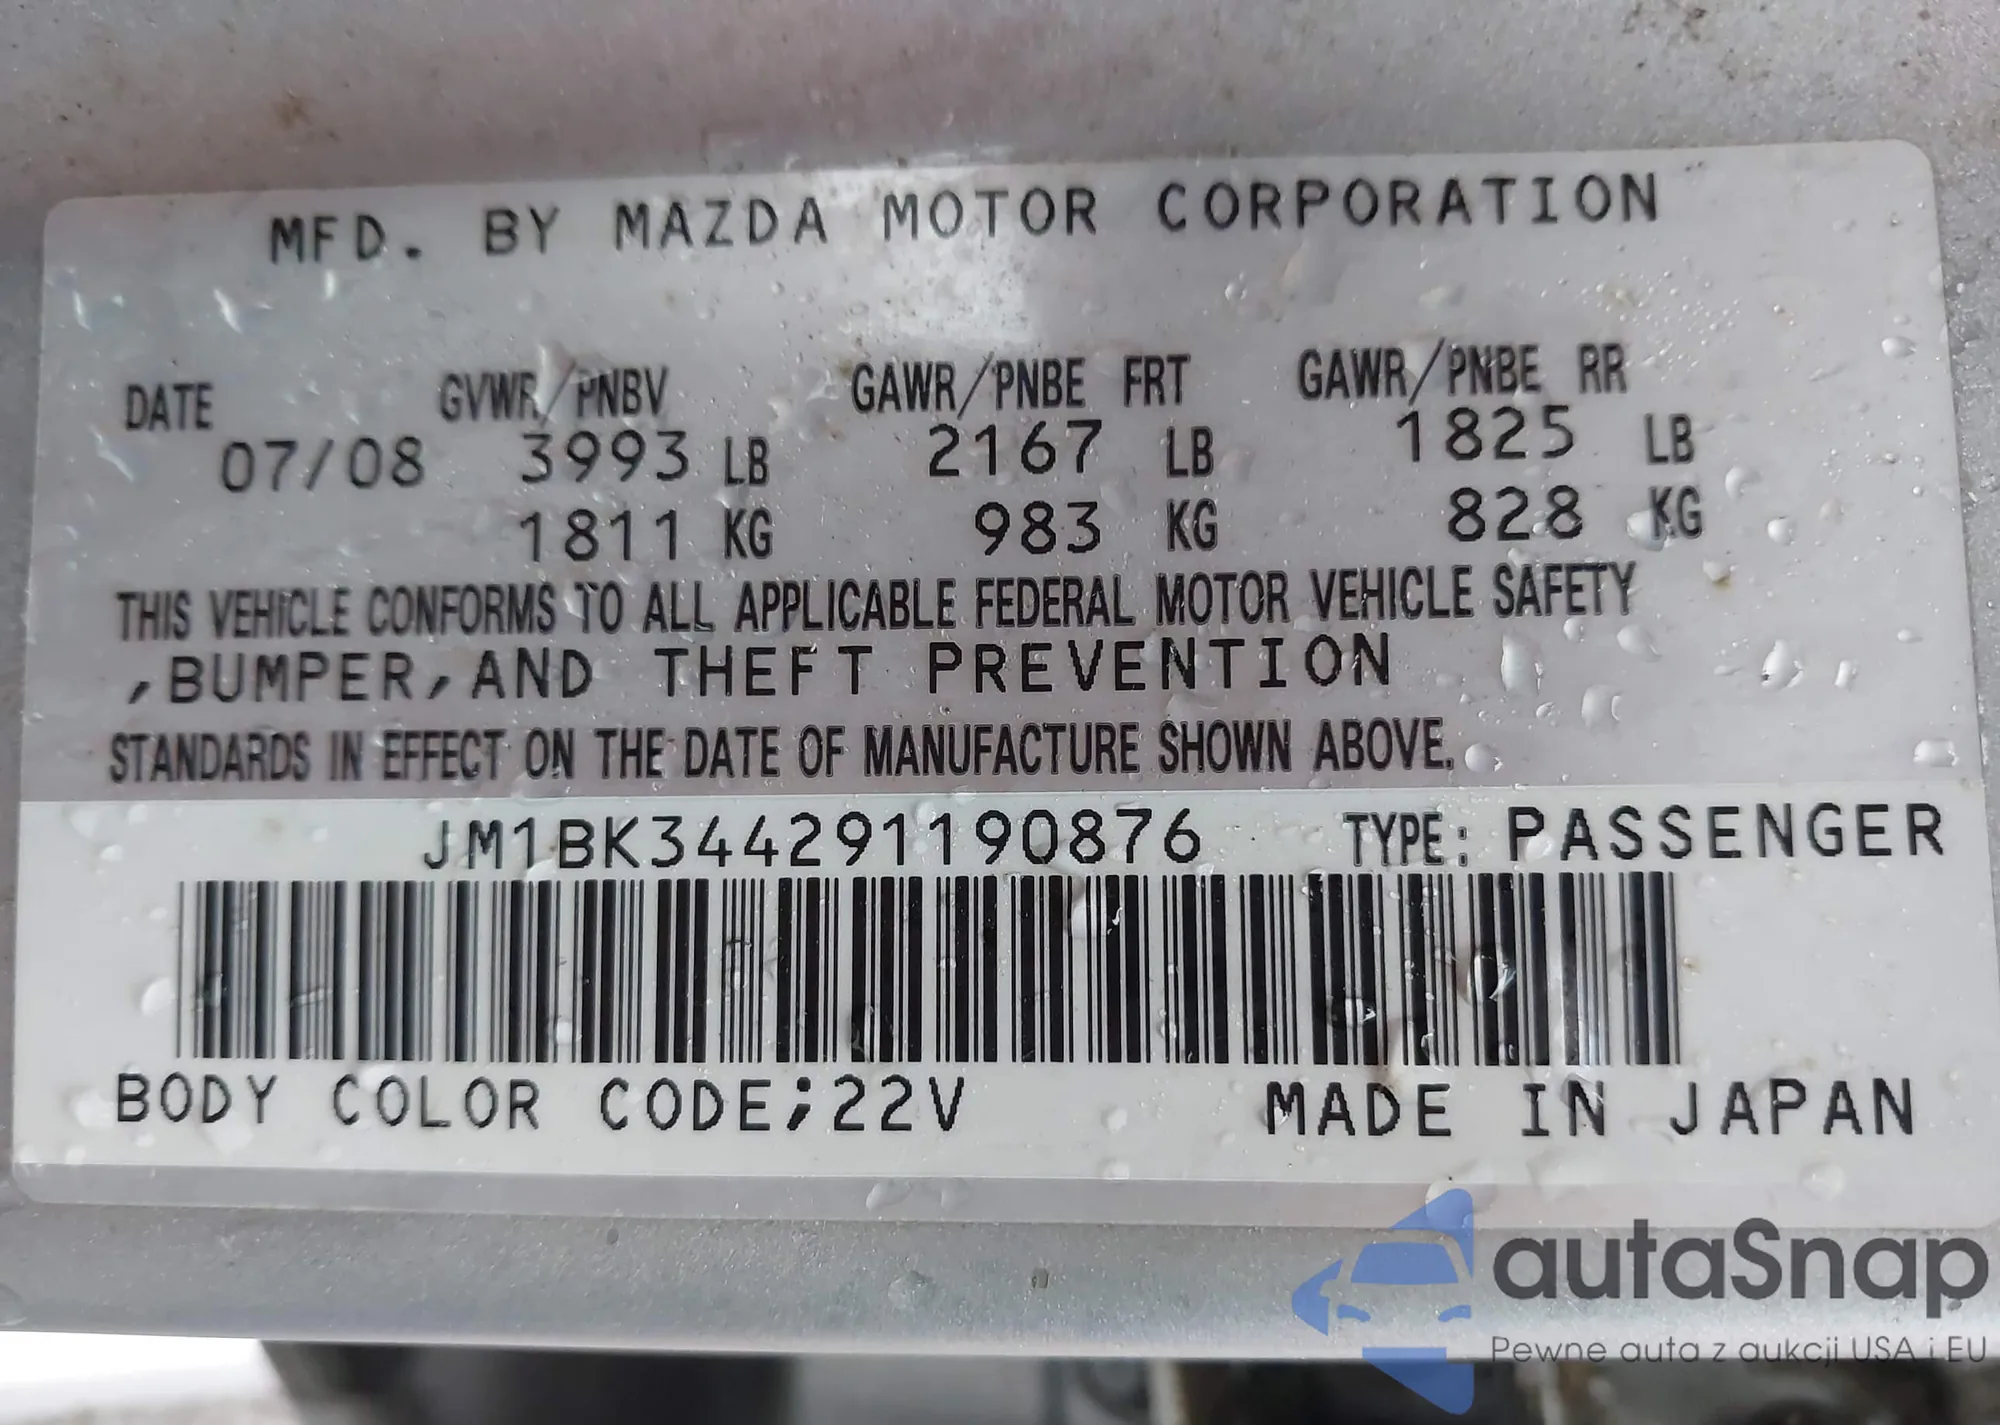 MFD. BY MAZDA MOTOR CORPORATION
DATE GVWR/PNBV GAWR/PNBE FRT GAWR/PNBE RR
07/08 3993 LB 2167 LB 1825 LB
1811 KG 983 KG 828 KG
THIS VEHICLE CONFORMS TO ALL APPLICABLE FEDERAL MOTOR VEHICLE SAFETY
,BUMPER,AND THEFT PREVENTION
STANDARDS IN EFFECT ON THE DATE OF MANUFACTURE SHOWN ABOVE.
JM1BK344291190876 TYPE: PASSENGER
BODY COLOR CODE;22V MADE IN JAPAN
autaSnap
Pewne auta z aukcji USA i EU